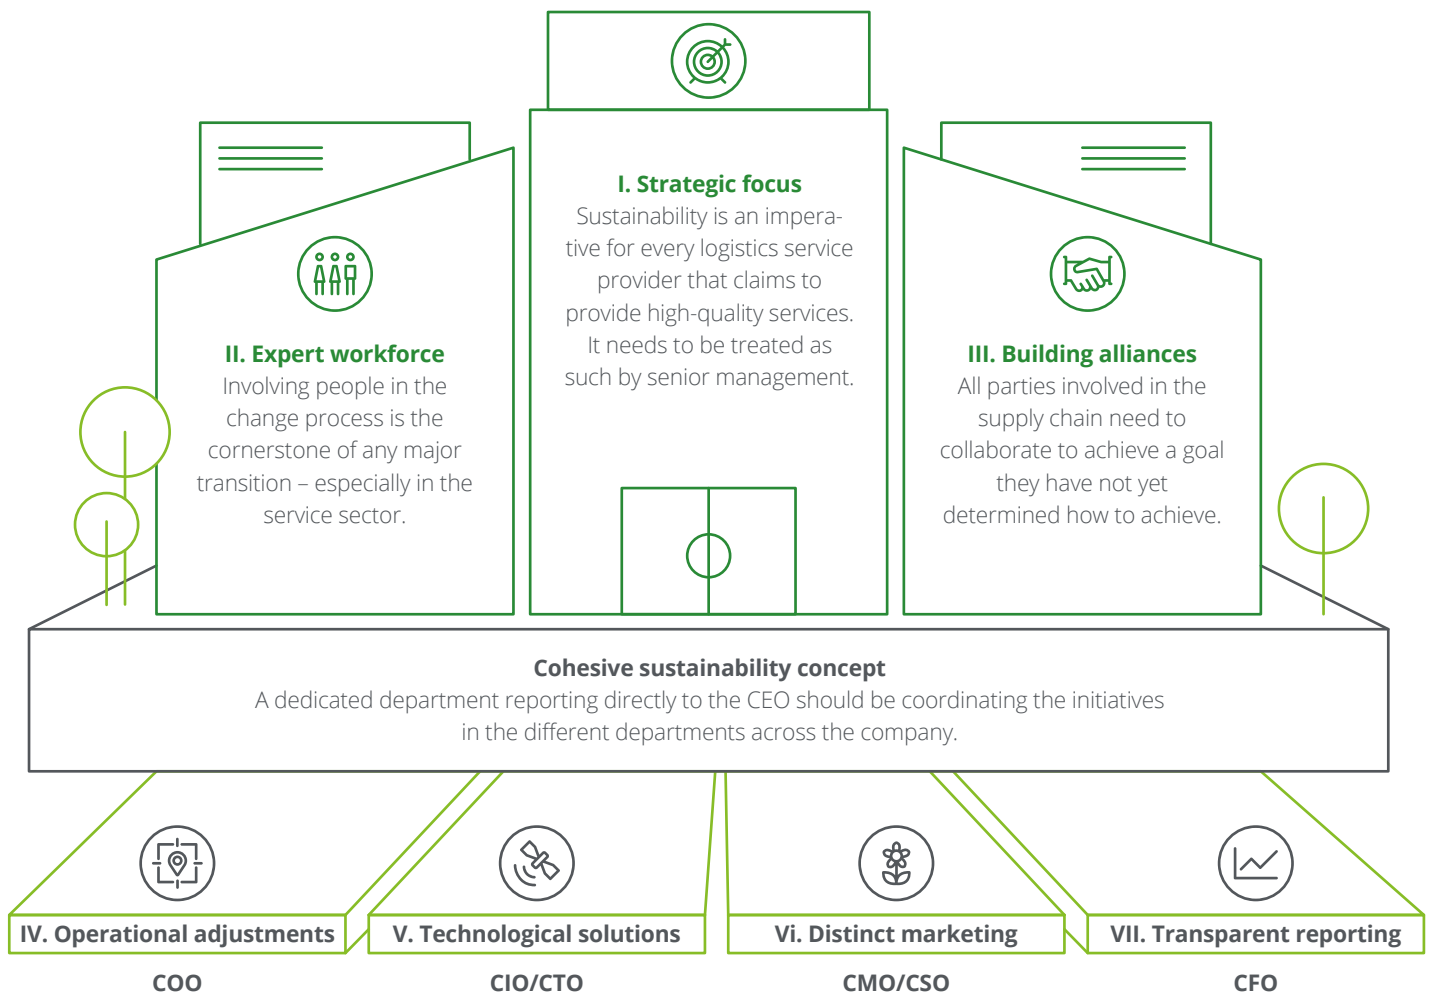 I. Strategic focus
Sustainability is an impera-
tive for every logistics service
provider that claims to
provide high-quality services.
It needs to be treated as
such by senior management.
II. Expert workforce
Involving people in the
change process is the
cornerstone of any major
transition – especially in the
service sector.
III. Building alliances
All parties involved in the
supply chain need to
collaborate to achieve a goal
they have not yet
determined how to achieve.
Cohesive sustainability concept
A dedicated department reporting directly to the CEO should be coordinating the initiatives
in the different departments across the company.
IV. Operational adjustments
COO
V. Technological solutions
CIO/CTO
Vi. Distinct marketing
CMO/CSO
VII. Transparent reporting
CFO